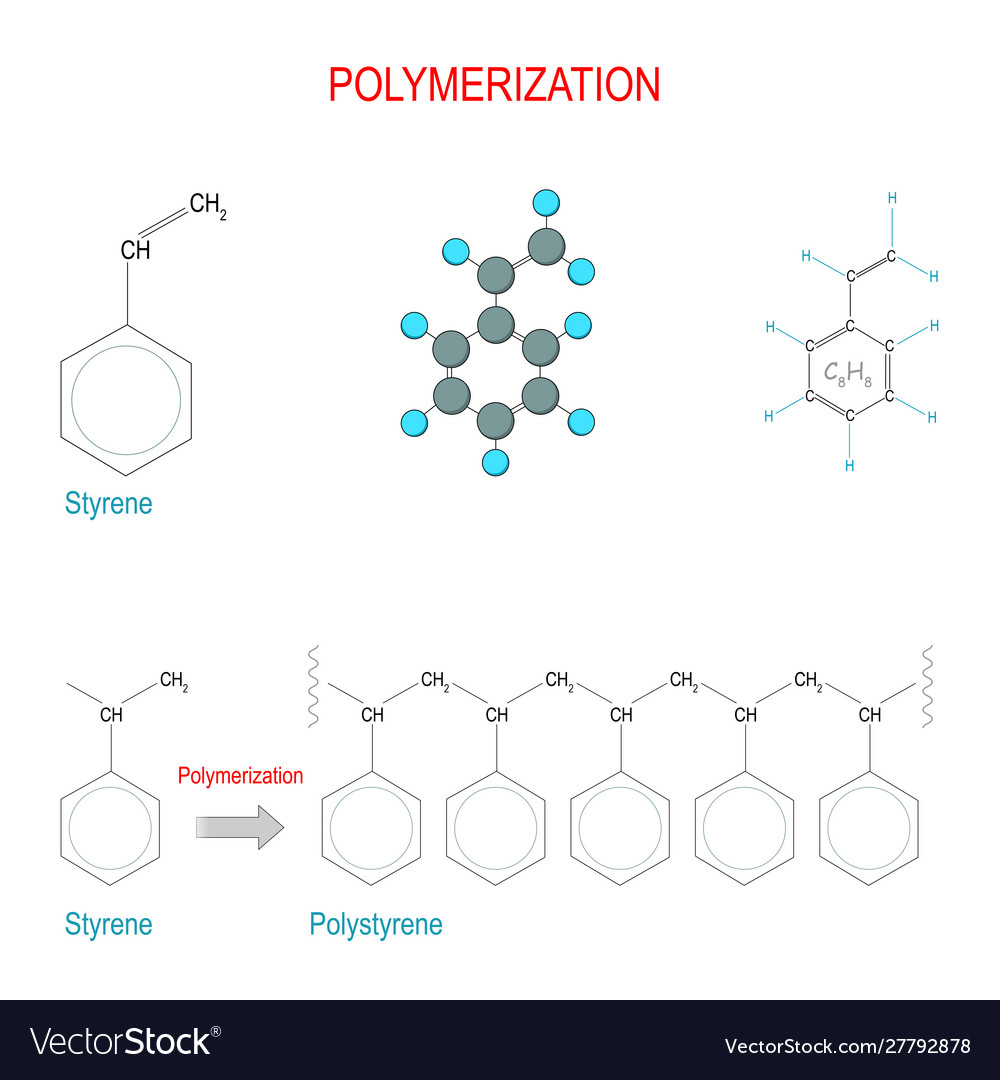 POLYMERIZATION
CH₂
CH
Styrene
H
H
C
C
H
H
C
H
C
C
C₈H₈
H
C
C
H
C
H
CH₂
CH
Styrene
Polymerization
CH₂ CH₂ CH₂ CH₂
CH CH CH CH CH
Polystyrene
VectorStock®
VectorStock.com/27792878